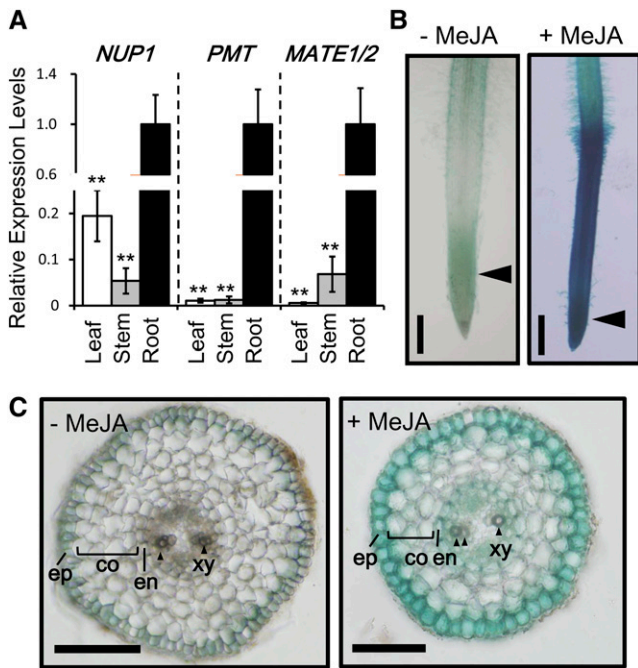 A
NUP1 PMT MATE1/2
Relative Expression Levels
1.4
1.0
0.6
0.2
0.1
0
**
**
**
**
**
**
Leaf
Stem
Root
Leaf
Stem
Root
Leaf
Stem
Root
B
- MeJA
+ MeJA
C
- MeJA
ep
co
en
xy
+ MeJA
ep
co
en
xy